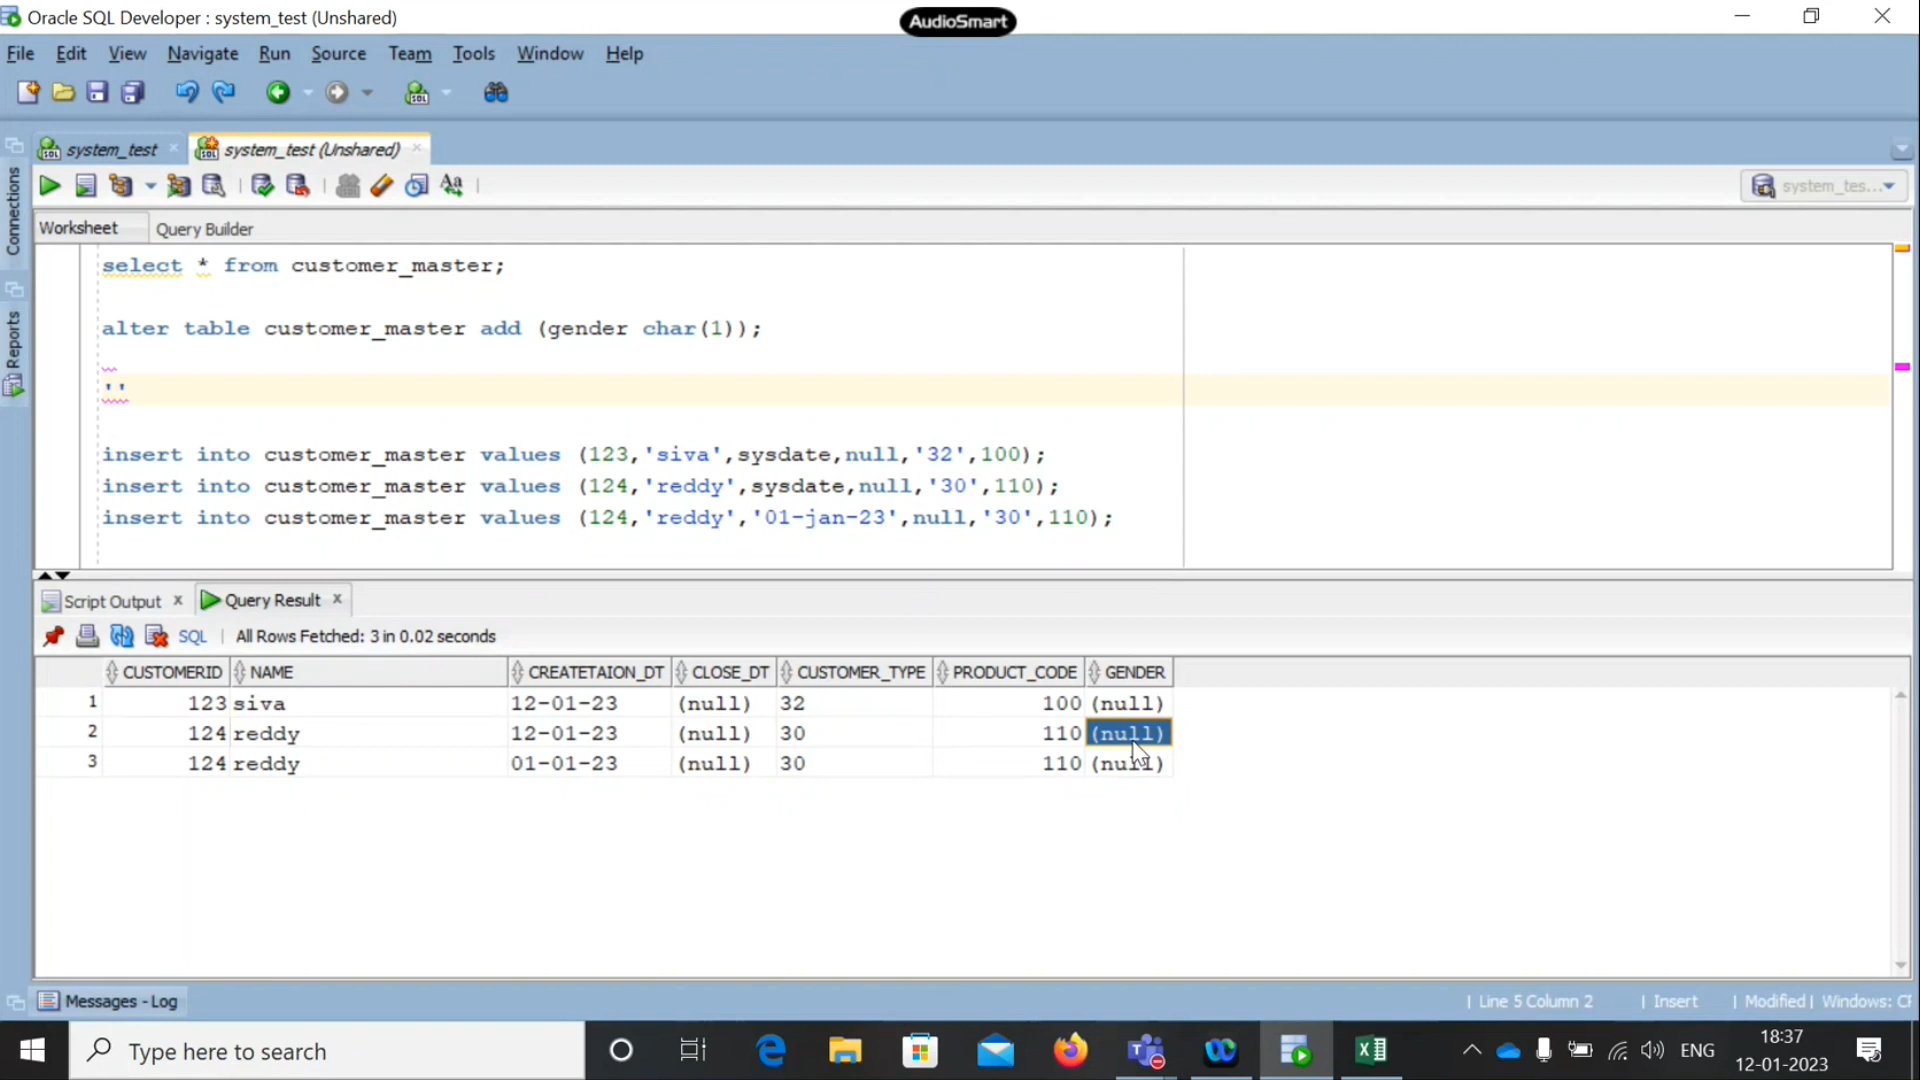 Oracle SQL Developer : system_test (Unshared)
AudioSmart
File Edit View Navigate Run Source Team Tools Window Help
system_test
system_test (Unshared)
system_tes...
Connections
Reports
Worksheet
Query Builder
select * from customer_master;
alter table customer_master add (gender char(1));
''
insert into customer_master values (123,'siva',sysdate,null,'32',100);
insert into customer_master values (124,'reddy',sysdate,null,'30',110);
insert into customer_master values (124,'reddy','01-jan-23',null,'30',110);
Script Output x
Query Result x
SQL | All Rows Fetched: 3 in 0.02 seconds
CUSTOMERID NAME CREATETAION_DT CLOSE_DT CUSTOMER_TYPE PRODUCT_CODE GENDER
1 123 siva 12-01-23 (null) 32 100 (null)
2 124 reddy 12-01-23 (null) 30 110 (null)
3 124 reddy 01-01-23 (null) 30 110 (null)
Messages - Log
| Line 5 Column 2 | Insert | Modified | Windows: CF
Type here to search
ENG
18:37
12-01-2023